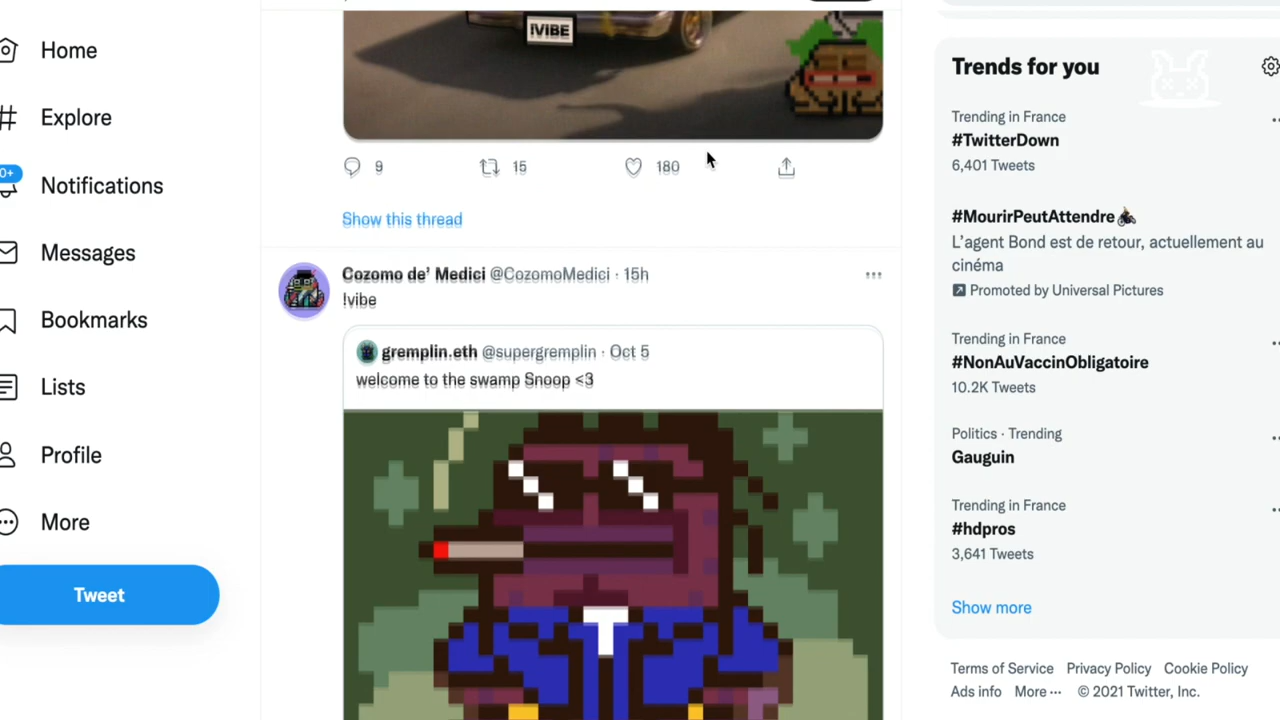 Home
Explore
0+
Notifications
Messages
Bookmarks
Lists
Profile
More
Tweet
!VIBE
9
15
180
Show this thread
Cozomo de' Medici @CozomoMedici · 15h
!vibe
gremplin.eth @supergremplin · Oct 5
welcome to the swamp Snoop <3
Trends for you
Trending in France
#TwitterDown
6,401 Tweets
#MourirPeutAttendre
L'agent Bond est de retour, actuellement au
cinéma
Promoted by Universal Pictures
Trending in France
#NonAuVaccinObligatoire
10.2K Tweets
Politics · Trending
Gauguin
Trending in France
#hdpros
3,641 Tweets
Show more
Terms of Service Privacy Policy Cookie Policy
Ads info More ··· © 2021 Twitter, Inc.